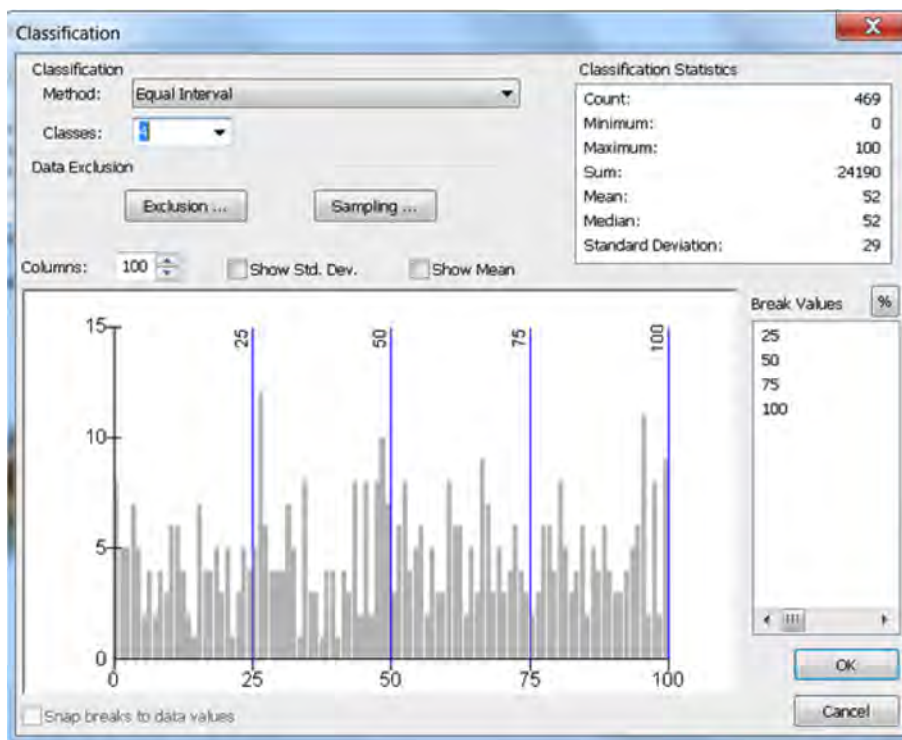 Classification
Classification
Method: Equal Interval
Classes: 4
Data Exclusion
Exclusion ...
Sampling ...
Classification Statistics
Count: 469
Minimum: 0
Maximum: 100
Sum: 24190
Mean: 52
Median: 52
Standard Deviation: 29
Columns: 100
Show Std. Dev.
Show Mean
Break Values
%
25
50
75
100
15
10
5
0
25
50
75
100
0
25
50
75
100
Snap breaks to data values
OK
Cancel